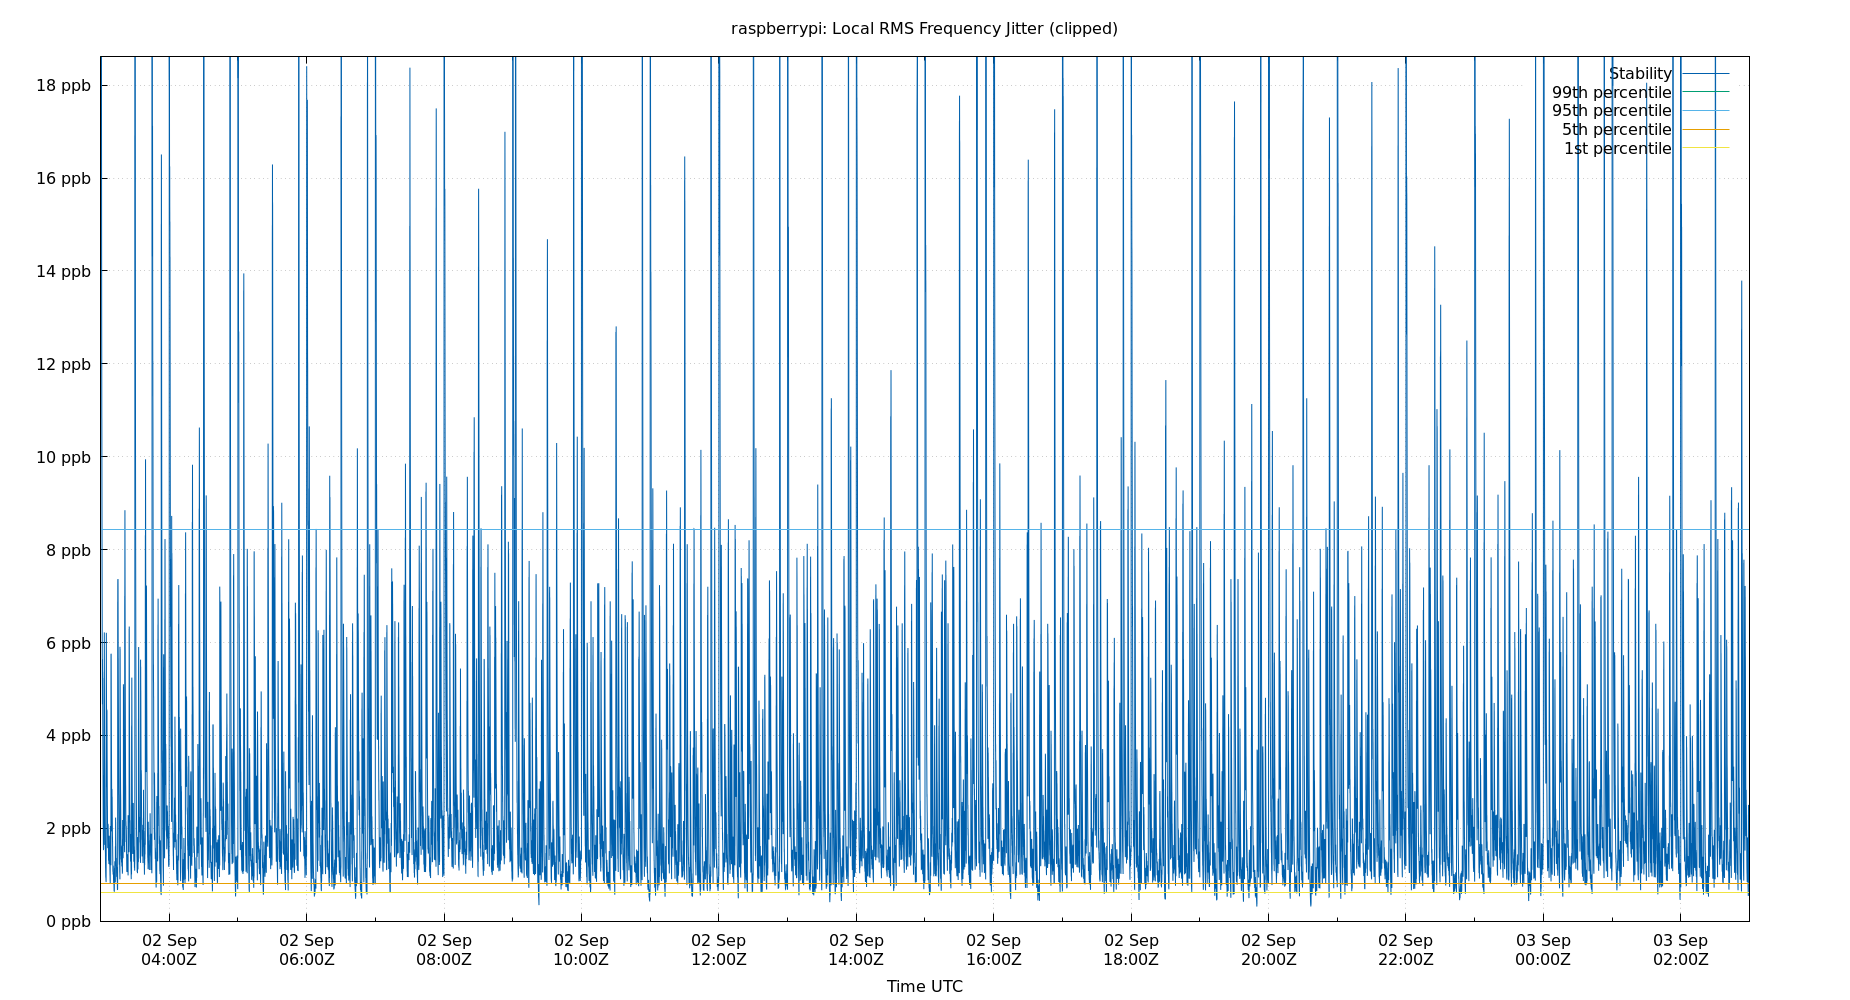 raspberrypi: Local RMS Frequency Jitter (clipped)
18 ppb
16 ppb
14 ppb
12 ppb
10 ppb
8 ppb
6 ppb
4 ppb
2 ppb
0 ppb
Stability
99th percentile
95th percentile
5th percentile
1st percentile
02 Sep 02 Sep 02 Sep 02 Sep 02 Sep 02 Sep 02 Sep 02 Sep 02 Sep 02 Sep 03 Sep 03 Sep
04:00Z 06:00Z 08:00Z 10:00Z 12:00Z 14:00Z 16:00Z 18:00Z 20:00Z 22:00Z 00:00Z 02:00Z
Time UTC